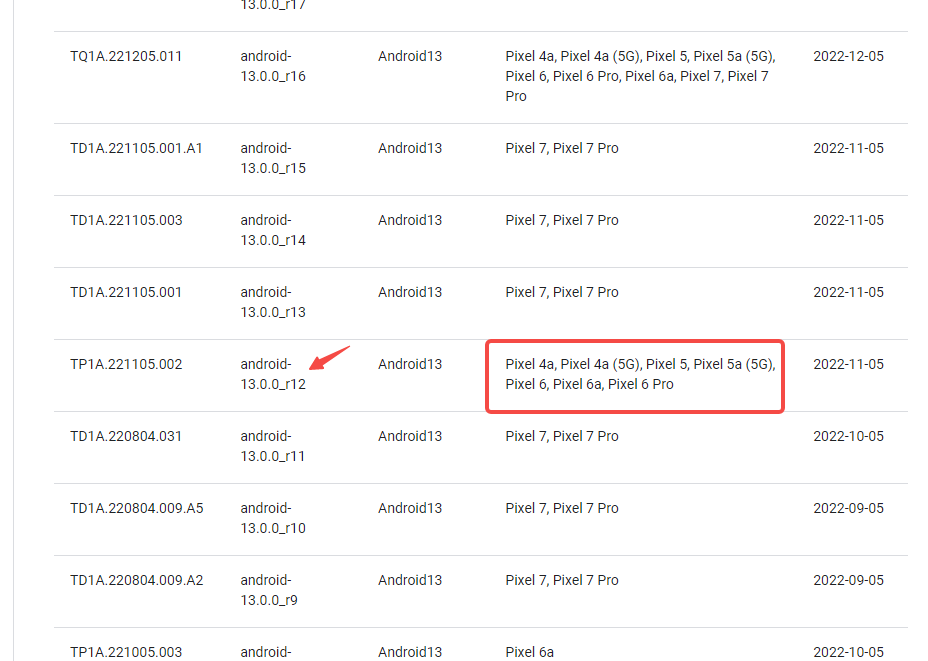 13.0.0_r17
TQ1A.221205.011
android-
13.0.0_r16
Android13
Pixel 4a, Pixel 4a (5G), Pixel 5, Pixel 5a (5G),
Pixel 6, Pixel 6 Pro, Pixel 6a, Pixel 7, Pixel 7
Pro
2022-12-05
TD1A.221105.001.A1
android-
13.0.0_r15
Android13
Pixel 7, Pixel 7 Pro
2022-11-05
TD1A.221105.003
android-
13.0.0_r14
Android13
Pixel 7, Pixel 7 Pro
2022-11-05
TD1A.221105.001
android-
13.0.0_r13
Android13
Pixel 7, Pixel 7 Pro
2022-11-05
TP1A.221105.002
android-
13.0.0_r12
Android13
Pixel 4a, Pixel 4a (5G), Pixel 5, Pixel 5a (5G),
Pixel 6, Pixel 6a, Pixel 6 Pro
2022-11-05
TD1A.220804.031
android-
13.0.0_r11
Android13
Pixel 7, Pixel 7 Pro
2022-10-05
TD1A.220804.009.A5
android-
13.0.0_r10
Android13
Pixel 7, Pixel 7 Pro
2022-09-05
TD1A.220804.009.A2
android-
13.0.0_r9
Android13
Pixel 7, Pixel 7 Pro
2022-09-05
TP1A.221005.003
android-
Android13
Pixel 6a
2022-10-05